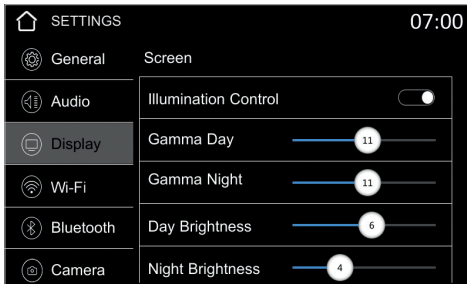 SETTINGS
07:00
General
Audio
Display
Wi-Fi
Bluetooth
Camera
Screen
Illumination Control
Gamma Day
11
Gamma Night
11
Day Brightness
6
Night Brightness
4